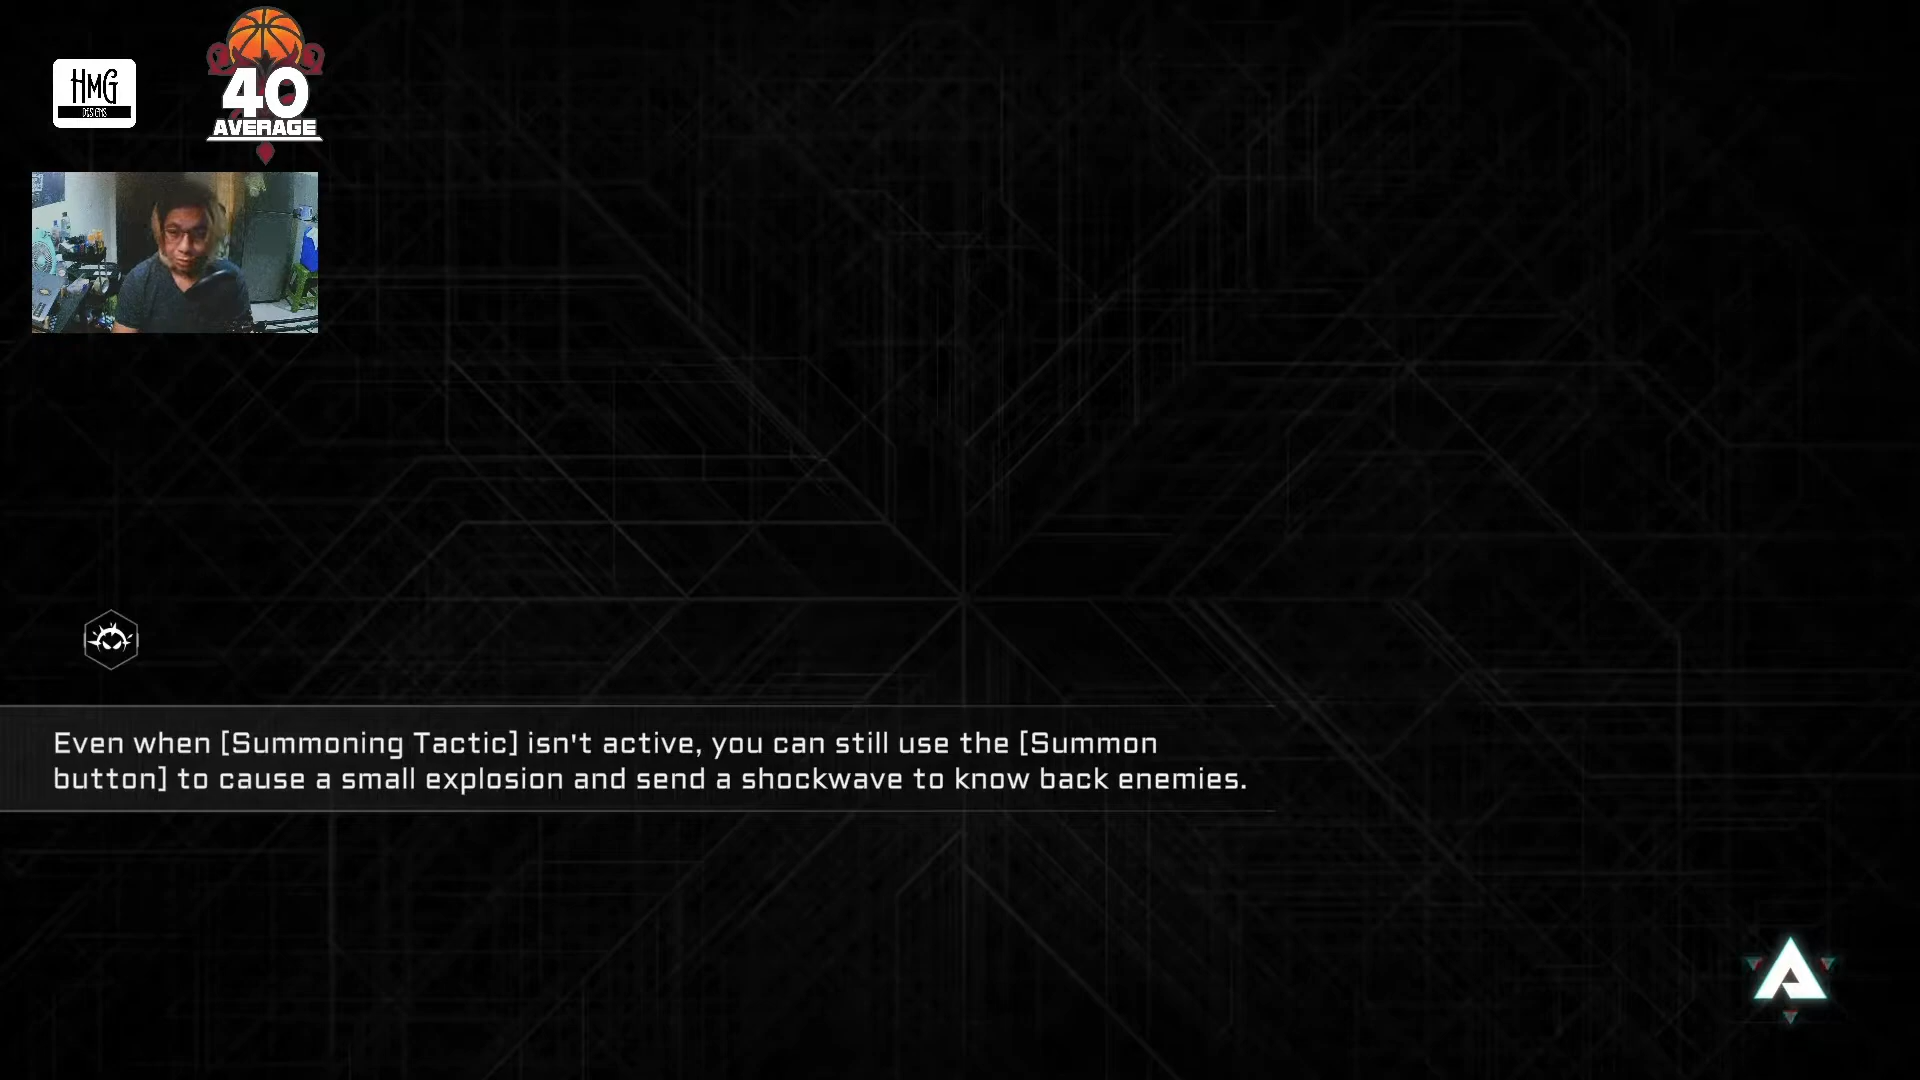 HMG
DESIGNS
40
AVERAGE
Even when [Summoning Tactic] isn't active, you can still use the [Summon
button] to cause a small explosion and send a shockwave to know back enemies.